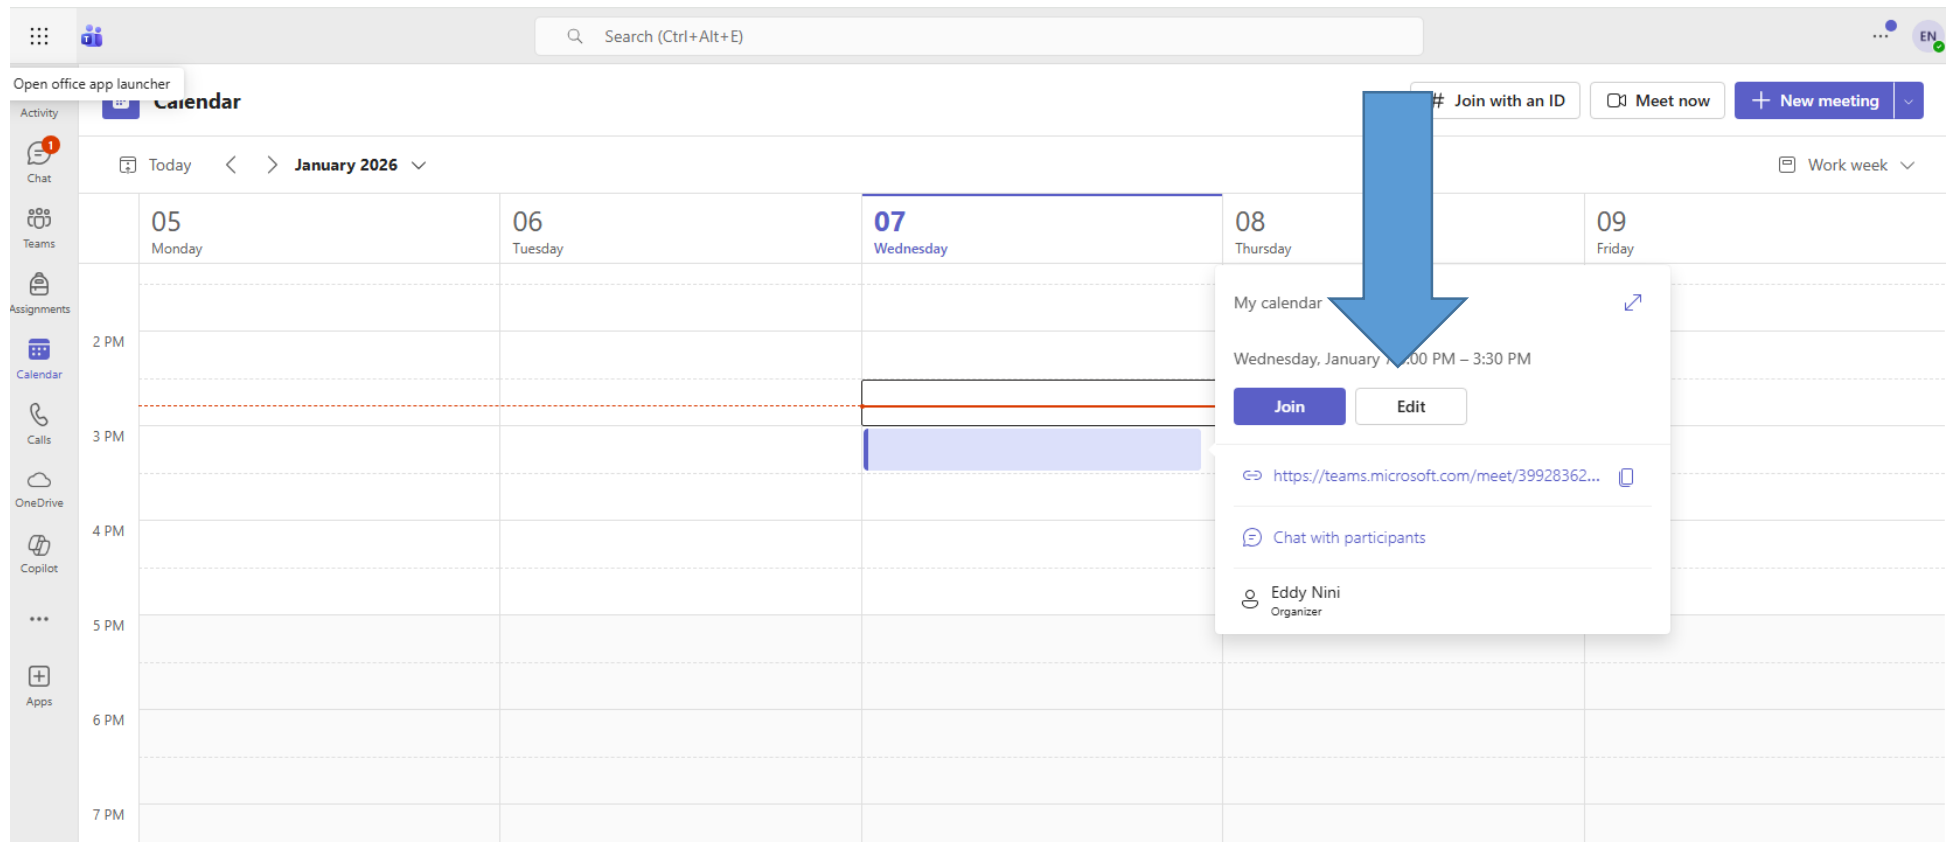 Search (Ctrl+Alt+E)
EN
Open office app launcher
Calendar
# Join with an ID
Meet now
New meeting
Activity
1
Chat
Teams
Assignments
Calendar
Calls
OneDrive
Copilot
Apps
Today
January 2026
Work week
05
Monday
06
Tuesday
07
Wednesday
08
Thursday
09
Friday
2 PM
3 PM
4 PM
5 PM
6 PM
7 PM
My calendar
Wednesday, January :00 PM – 3:30 PM
Join
Edit
https://teams.microsoft.com/meet/39928362...
Chat with participants
Eddy Nini
Organizer